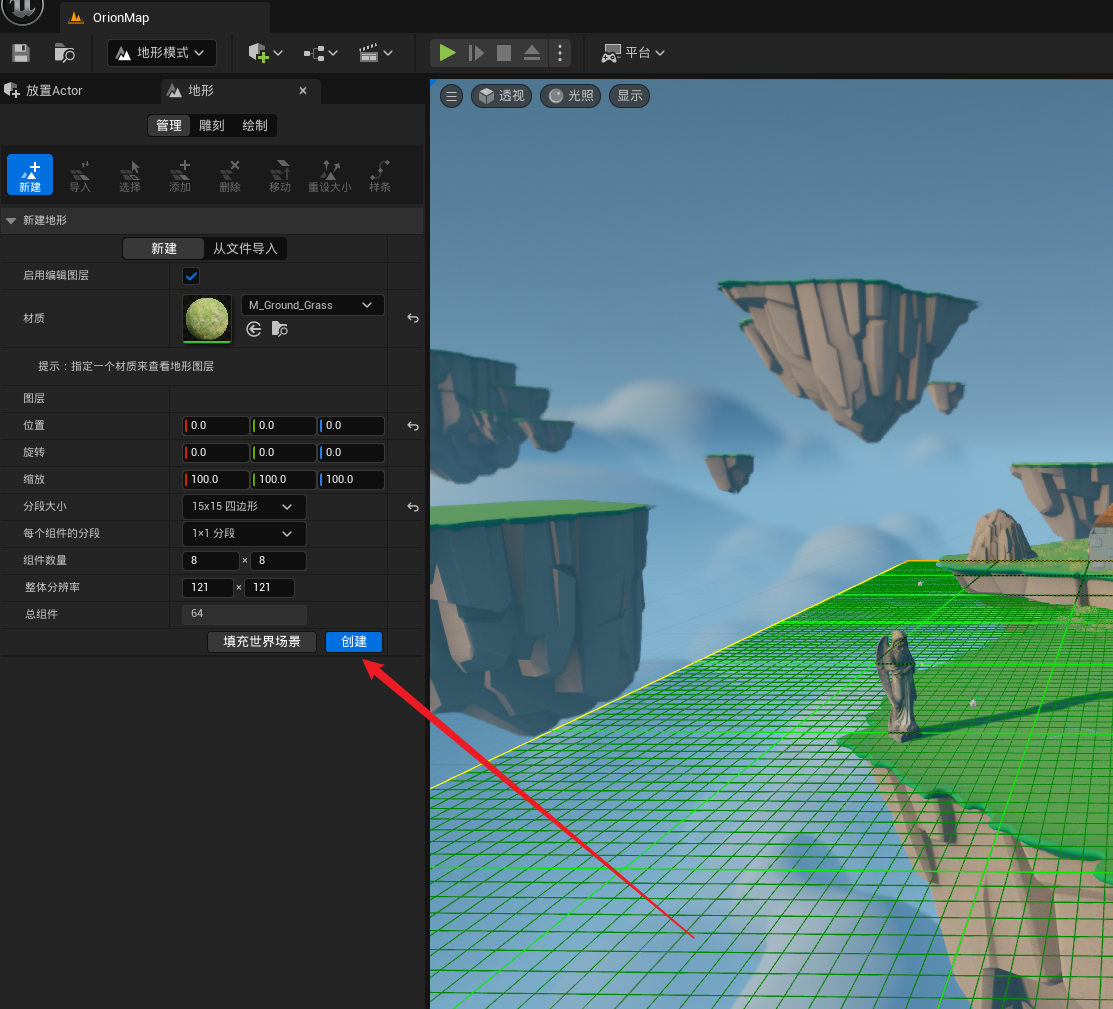 OrionMap
地形模式
平台
放置Actor
地形
透视
光照
显示
管理 雕刻 绘制
新建 导入 选择 添加 删除 移动 重设大小 样条
新建地形
新建 从文件导入
启用编辑图层
材质
M_Ground_Grass
提示：指定一个材质来查看地形图层
图层
位置 0.0 0.0 0.0
旋转 0.0 0.0 0.0
缩放 100.0 100.0 100.0
分段大小 15x15 四边形
每个组件的分段 1×1 分段
组件数量 8 × 8
整体分辨率 121 × 121
总组件 64
填充世界场景 创建